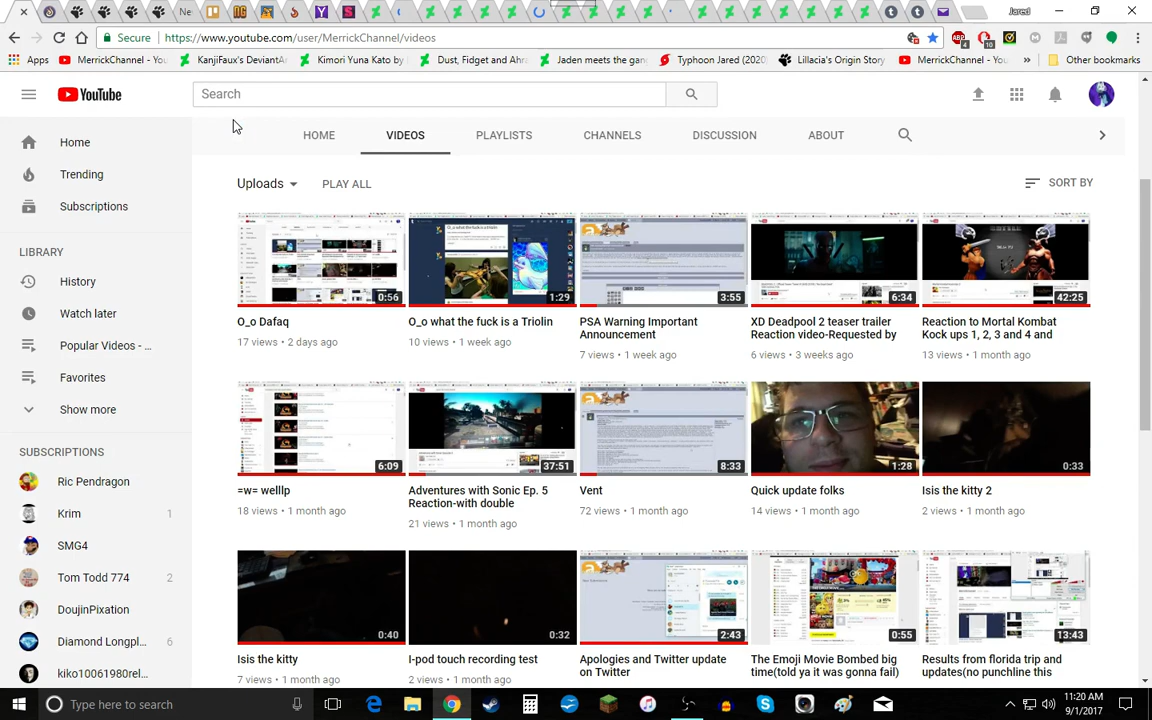 Ne
Jared
Secure https://www.youtube.com/user/MerrickChannel/videos
4
10
Apps MerrickChannel - Yo KanjiFaux's DeviantAr Kimori Yuna Kato by Dust, Fidget and Ahra Jaden meets the gang Typhoon Jared (2020) Lillacia's Origin Story MerrickChannel - Yo » Other bookmarks
YouTube
Search
HOME VIDEOS PLAYLISTS CHANNELS DISCUSSION ABOUT
Home
Trending
Subscriptions
LIBRARY
History
Watch later
Popular Videos - ...
Favorites
Show more
SUBSCRIPTIONS
Ric Pendragon
Krim 1
SMG4
Tom Todd 774 2
DoujinPixation
Diamond Longpl... 6
kiko10061980rel...
Uploads PLAY ALL SORT BY
0:56 1:29 3:55 6:34 42:25
O_o Dafaq
17 views • 2 days ago
O_o what the fuck is a Triolin
10 views • 1 week ago
PSA Warning Important
Announcement
7 views • 1 week ago
XD Deadpool 2 teaser trailer
Reaction video-Requested by
6 views • 3 weeks ago
Reaction to Mortal Kombat
Kock ups 1, 2, 3 and 4 and
13 views • 1 month ago
6:09 37:51 8:33 1:28 0:33
=w= welllp
18 views • 1 month ago
Adventures with Sonic Ep. 5
Reaction-with double
21 views • 1 month ago
Vent
72 views • 1 month ago
Quick update folks
14 views • 1 month ago
Isis the kitty 2
2 views • 1 month ago
0:40 0:32 2:43 0:55 13:43
Isis the kitty
7 views • 1 month ago
I-pod touch recording test
Apologies and Twitter update
on Twitter
The Emoji Movie Bombed big
time(told ya it was gonna fail)
Results from florida trip and
updates(no punchline this
Type here to search
11:20 AM
9/1/2017